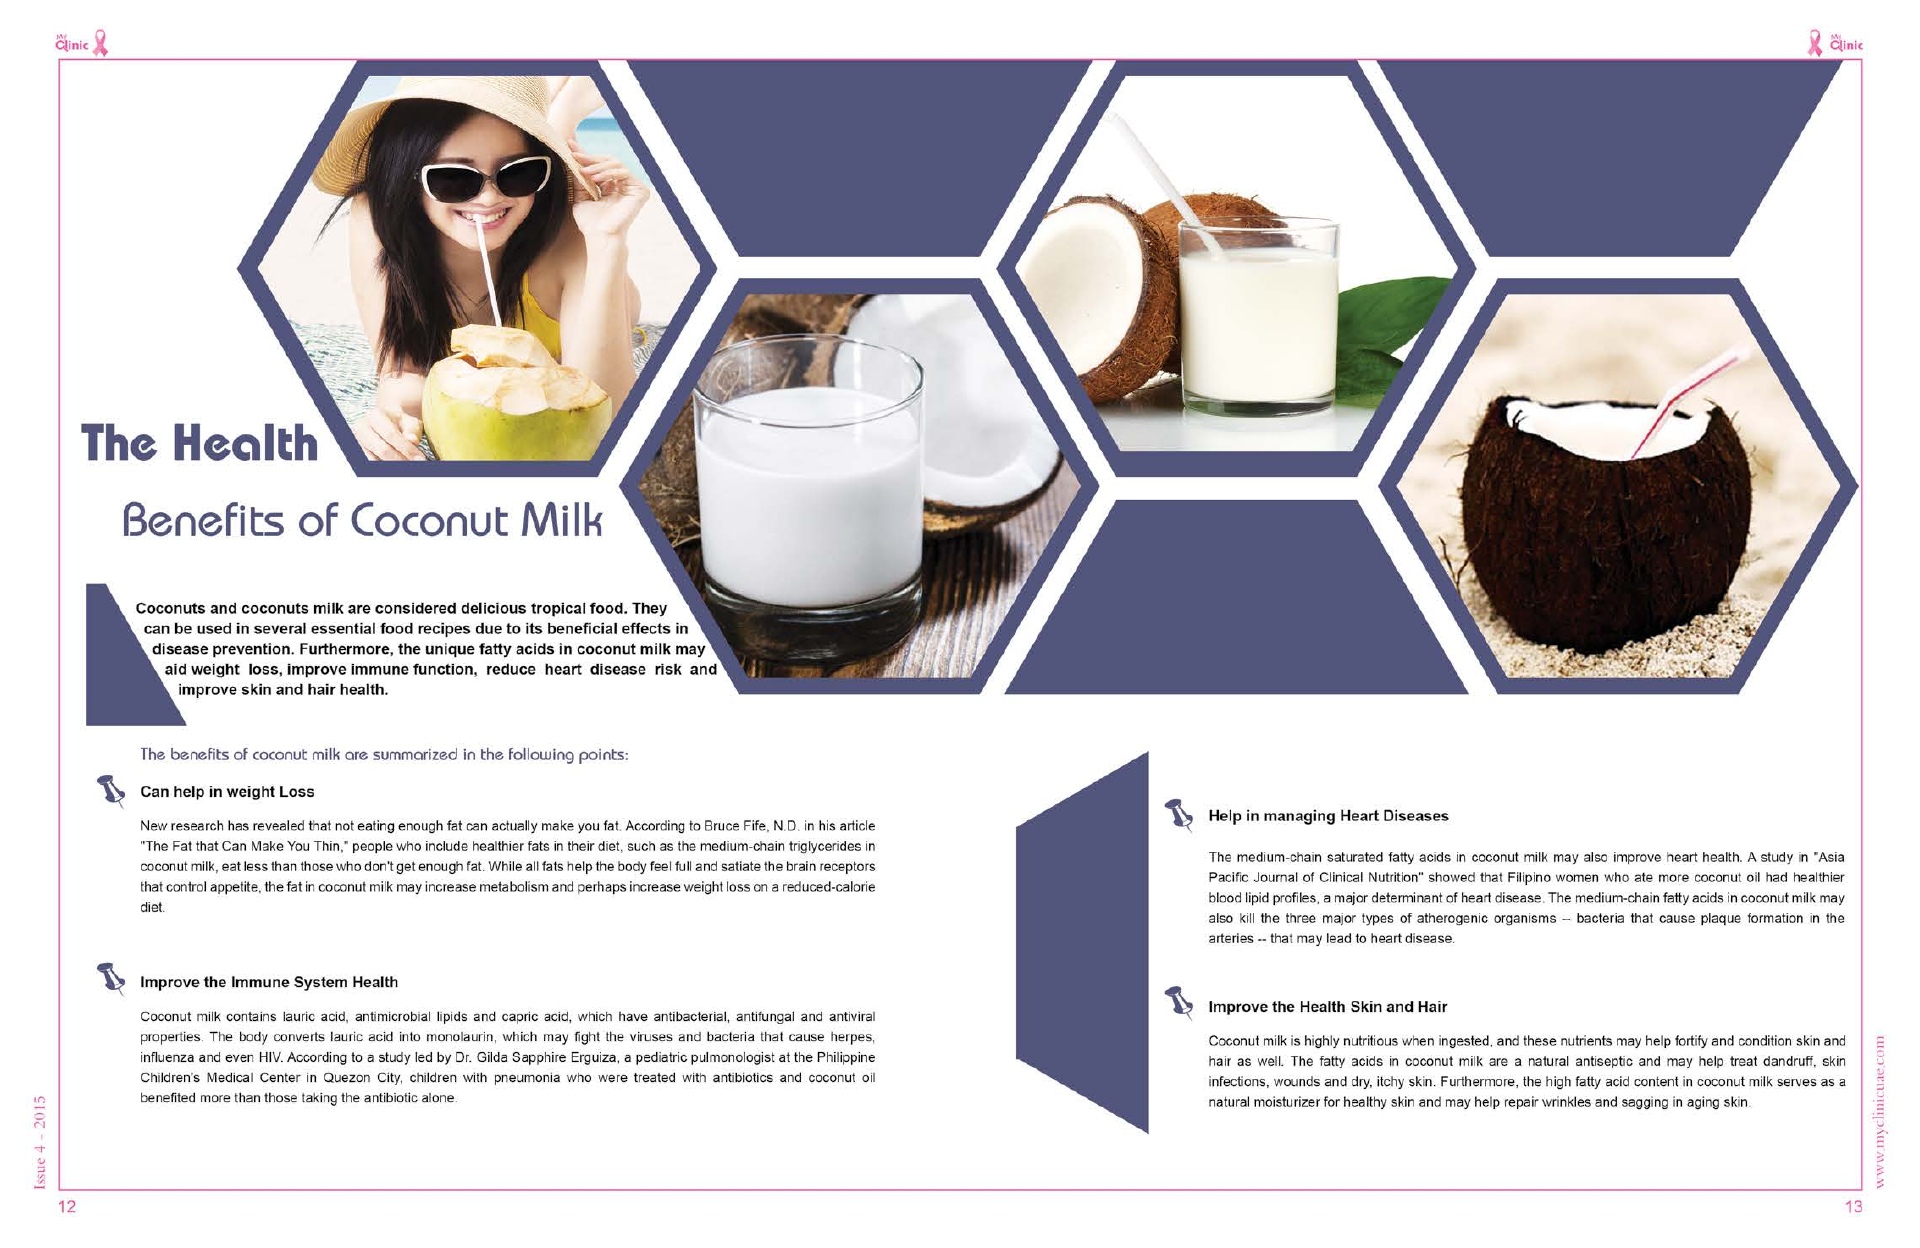 My
Clinic
My
Clinic
The Health
Benefits of Coconut Milk
Coconuts and coconuts milk are considered delicious tropical food. They
can be used in several essential food recipes due to its beneficial effects in
disease prevention. Furthermore, the unique fatty acids in coconut milk may
aid weight loss, improve immune function, reduce heart disease risk and
improve skin and hair health.
The benefits of coconut milk are summarized in the following points:
Can help in weight Loss
New research has revealed that not eating enough fat can actually make you fat. According to Bruce Fife, N.D. in his article
"The Fat that Can Make You Thin," people who include healthier fats in their diet, such as the medium-chain triglycerides in
coconut milk, eat less than those who don't get enough fat. While all fats help the body feel full and satiate the brain receptors
that control appetite, the fat in coconut milk may increase metabolism and perhaps increase weight loss on a reduced-calorie
diet.
Improve the Immune System Health
Coconut milk contains lauric acid, antimicrobial lipids and capric acid, which have antibacterial, antifungal and antiviral
properties. The body converts lauric acid into monolaurin, which may fight the viruses and bacteria that cause herpes,
influenza and even HIV. According to a study led by Dr. Gilda Sapphire Erguiza, a pediatric pulmonologist at the Philippine
Children's Medical Center in Quezon City, children with pneumonia who were treated with antibiotics and coconut oil
benefited more than those taking the antibiotic alone.
Help in managing Heart Diseases
The medium-chain saturated fatty acids in coconut milk may also improve heart health. A study in "Asia
Pacific Journal of Clinical Nutrition" showed that Filipino women who ate more coconut oil had healthier
blood lipid profiles, a major determinant of heart disease. The medium-chain fatty acids in coconut milk may
also kill the three major types of atherogenic organisms -- bacteria that cause plaque formation in the
arteries -- that may lead to heart disease.
Improve the Health Skin and Hair
Coconut milk is highly nutritious when ingested, and these nutrients may help fortify and condition skin and
hair as well. The fatty acids in coconut milk are a natural antiseptic and may help treat dandruff, skin
infections, wounds and dry, itchy skin. Furthermore, the high fatty acid content in coconut milk serves as a
natural moisturizer for healthy skin and may help repair wrinkles and sagging in aging skin.
Issue 4 - 2015
www.myclinicuae.com
12
13